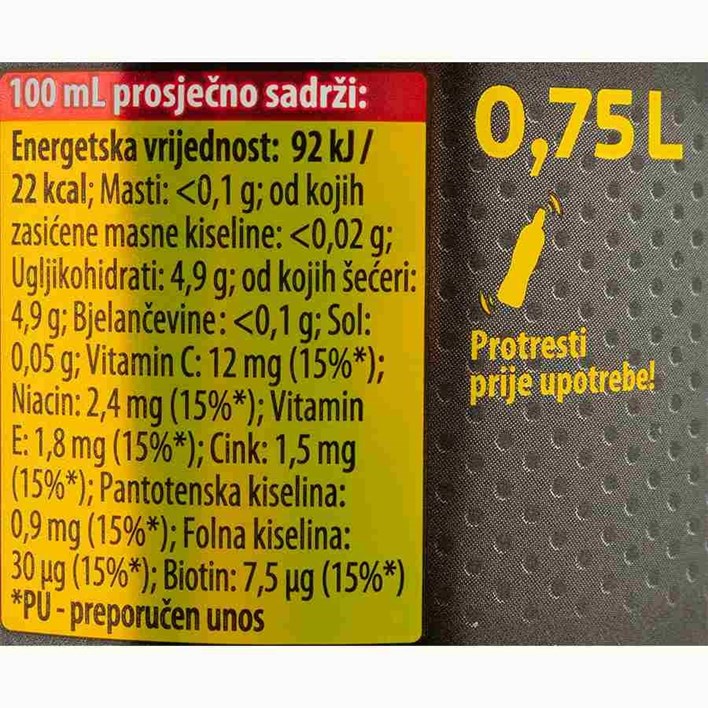 100 mL prosječno sadrži:
Energetska vrijednost: 92 kJ /
22 kcal; Masti: <0,1 g; od kojih
zasićene masne kiseline: <0,02 g;
Ugljikohidrati: 4,9 g; od kojih šećeri:
4,9 g; Bjelančevine: <0,1 g; Sol:
0,05 g; Vitamin C: 12 mg (15%*);
Niacin: 2,4 mg (15%*); Vitamin
E: 1,8 mg (15%*); Cink: 1,5 mg
(15%*); Pantotenska kiselina:
0,9 mg (15%*); Folna kiselina:
30 µg (15%*); Biotin: 7,5 µg (15%*)
*PU - preporučen unos
0,75L
Protresti
prije upotrebe!